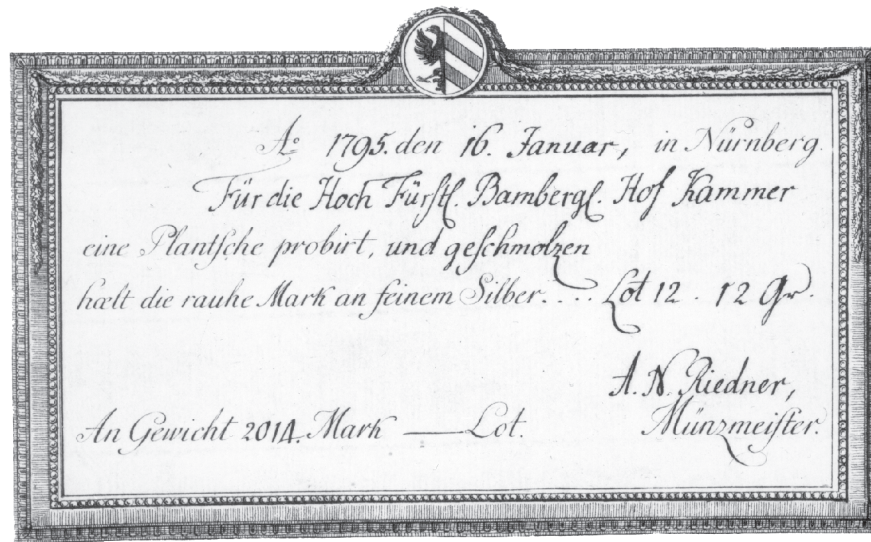 Aº 1795. den 16. Januar, in Nürnberg.
Für die Hoch Fürstl. Bambergl. Hof Kammer
eine Plantsche probirt, und geschmolzen
hælt die rauhe Mark an feinem Silber.... Lot 12 . 12 Gr.
A. N. Riedner,
An Gewicht 2014. Mark — Lot. Münzmeister.